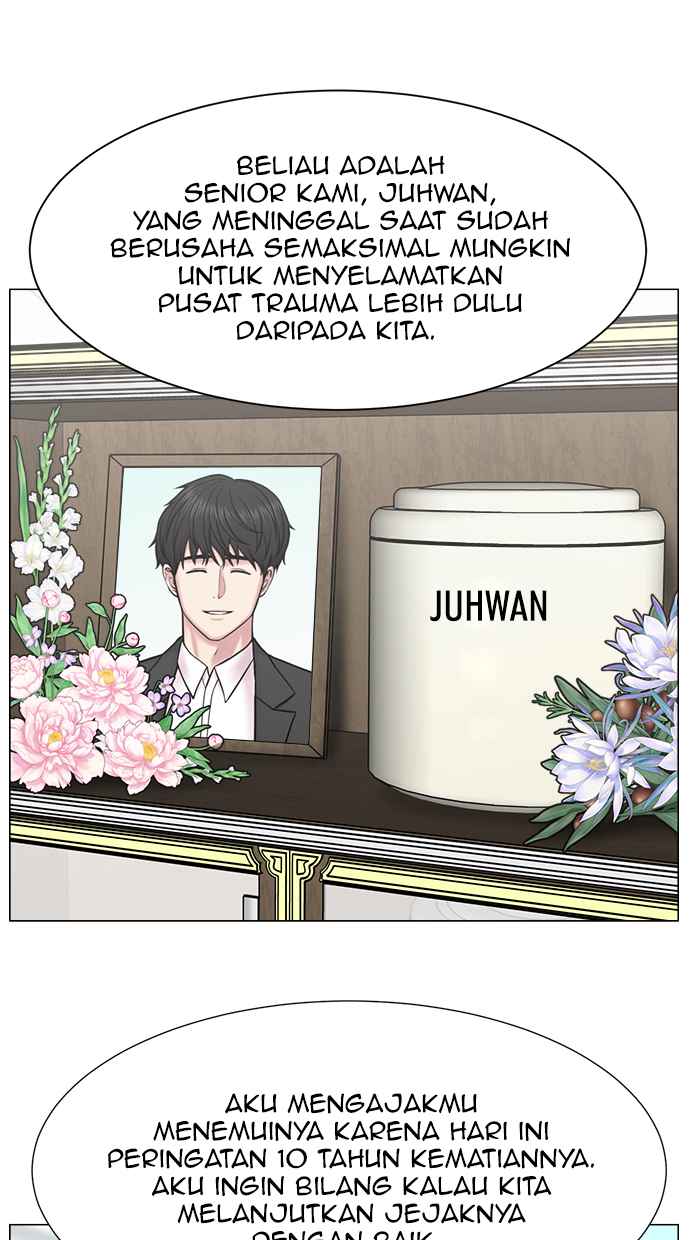 BELIAU ADALAH
SENIOR KAMI, JUHWAN,
YANG MENINGGAL SAAT SUDAH
BERUSAHA SEMAKSIMAL MUNGKIN
UNTUK MENYELAMATKAN
PUSAT TRAUMA LEBIH DULU
DARIPADA KITA.
JUHWAN
AKU MENGAJAKMU
MENEMUINYA KARENA HARI INI
PERINGATAN 10 TAHUN KEMATIANNYA.
AKU INGIN BILANG KALAU KITA
MELANJUTKAN JEJAKNYA
DENGAN BAIK